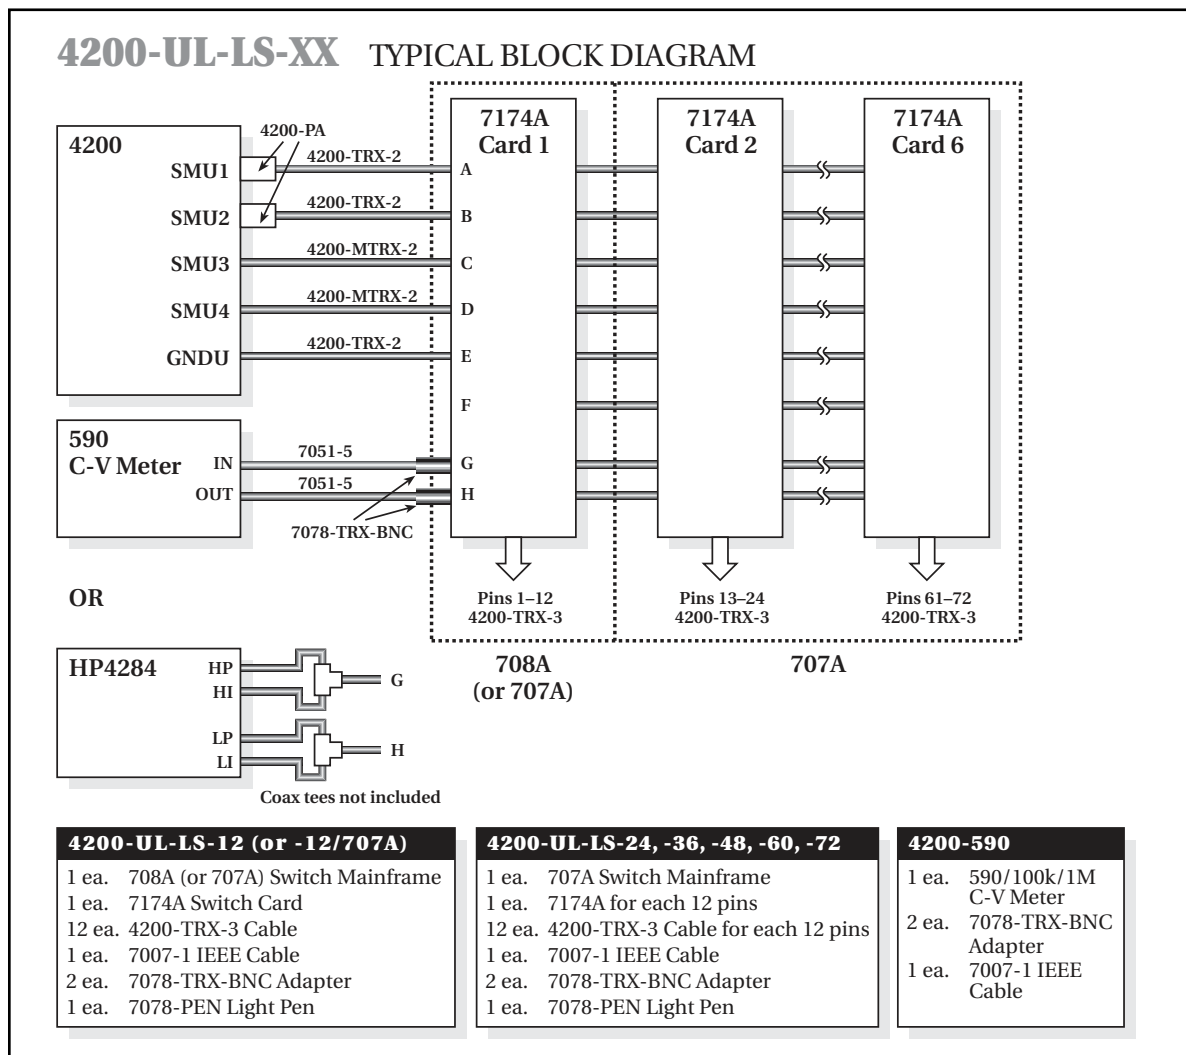 4200-UL-LS-XX TYPICAL BLOCK DIAGRAM
4200
4200-PA
SMU1
4200-TRX-2
A
SMU2
4200-TRX-2
B
SMU3
4200-MTRX-2
C
SMU4
4200-MTRX-2
D
GNDU
4200-TRX-2
E
F
590
C-V Meter
IN
7051-5
G
OUT
7051-5
H
7078-TRX-BNC
7174A
Card 1
7174A
Card 2
7174A
Card 6
Pins 1–12
4200-TRX-3
Pins 13–24
4200-TRX-3
Pins 61–72
4200-TRX-3
708A
(or 707A)
707A
OR
HP4284
HP
HI
G
LP
LI
H
Coax tees not included
4200-UL-LS-12 (or -12/707A)
1 ea. 708A (or 707A) Switch Mainframe
1 ea. 7174A Switch Card
12 ea. 4200-TRX-3 Cable
1 ea. 7007-1 IEEE Cable
2 ea. 7078-TRX-BNC Adapter
1 ea. 7078-PEN Light Pen
4200-UL-LS-24, -36, -48, -60, -72
1 ea. 707A Switch Mainframe
1 ea. 7174A for each 12 pins
12 ea. 4200-TRX-3 Cable for each 12 pins
1 ea. 7007-1 IEEE Cable
2 ea. 7078-TRX-BNC Adapter
1 ea. 7078-PEN Light Pen
4200-590
1 ea. 590/100k/1M
C-V Meter
2 ea. 7078-TRX-BNC
Adapter
1 ea. 7007-1 IEEE
Cable